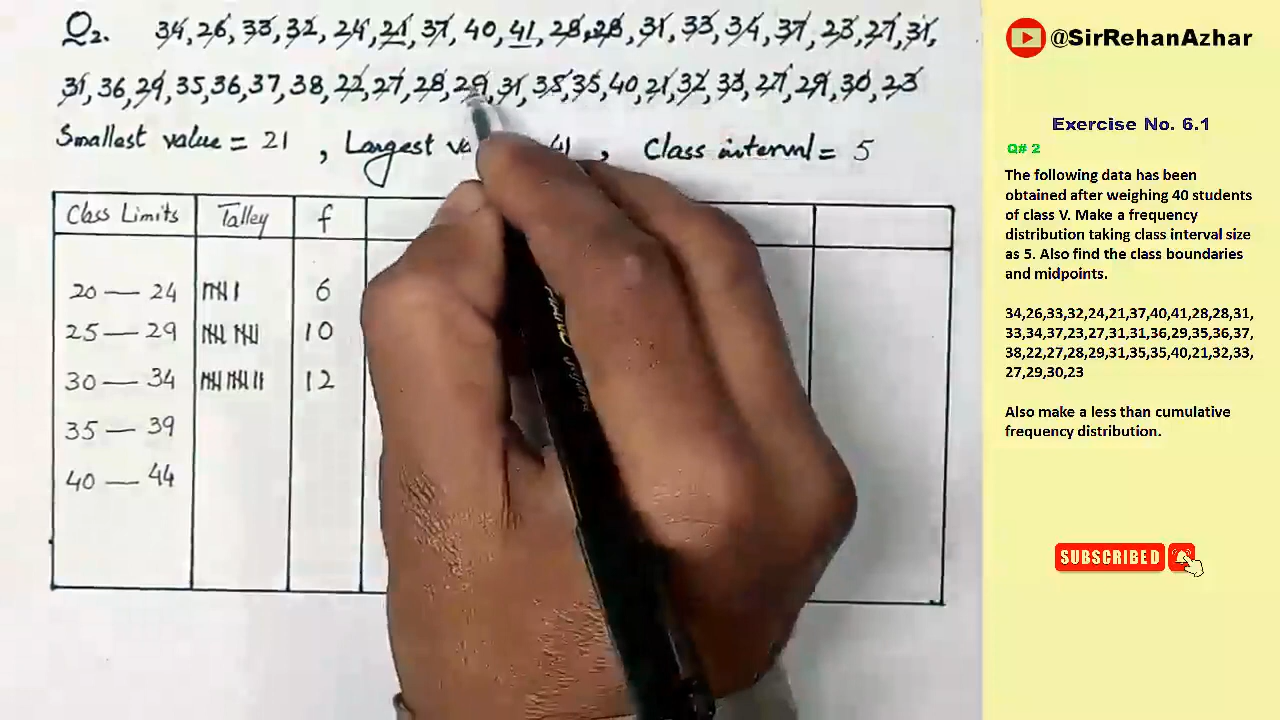 Q2. 34, 26, 33, 32, 24, 21, 37, 40, 41, 28, 28, 31, 33, 34, 37, 23, 27, 31,
31, 36, 29, 35, 36, 37, 38, 22, 27, 28, 29, 31, 35, 35, 40, 21, 32, 33, 27, 29, 30, 23
Smallest value = 21 , Largest 41 , Class interval = 5
Class Limits Talley f
20 — 24 6
25 — 29 10
30 — 34 12
35 — 39
40 — 44
@SirRehanAzhar
Exercise No. 6.1
Q# 2
The following data has been
obtained after weighing 40 students
of class V. Make a frequency
distribution taking class interval size
as 5. Also find the class boundaries
and midpoints.
34,26,33,32,24,21,37,40,41,28,28,31,
33,34,37,23,27,31,31,36,29,35,36,37,
38,22,27,28,29,31,35,35,40,21,32,33,
27,29,30,23
Also make a less than cumulative
frequency distribution.
SUBSCRIBED